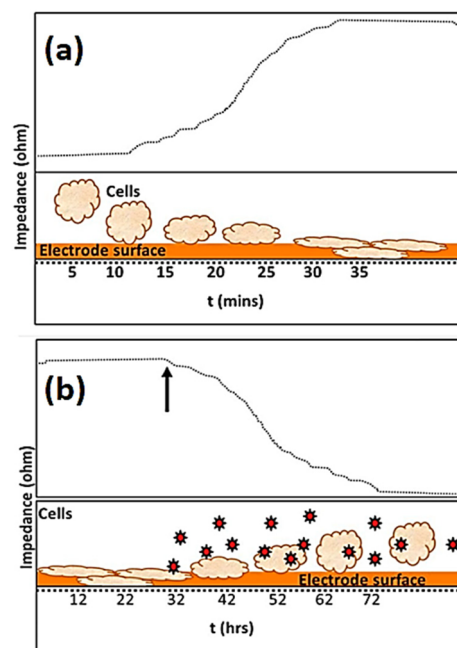 (a)
Impedance (ohm)
Cells
Electrode surface
5 10 15 20 25 30 35
t (mins)
(b)
Impedance (ohm)
Cells
Electrode surface
12 22 32 42 52 62 72
t (hrs)